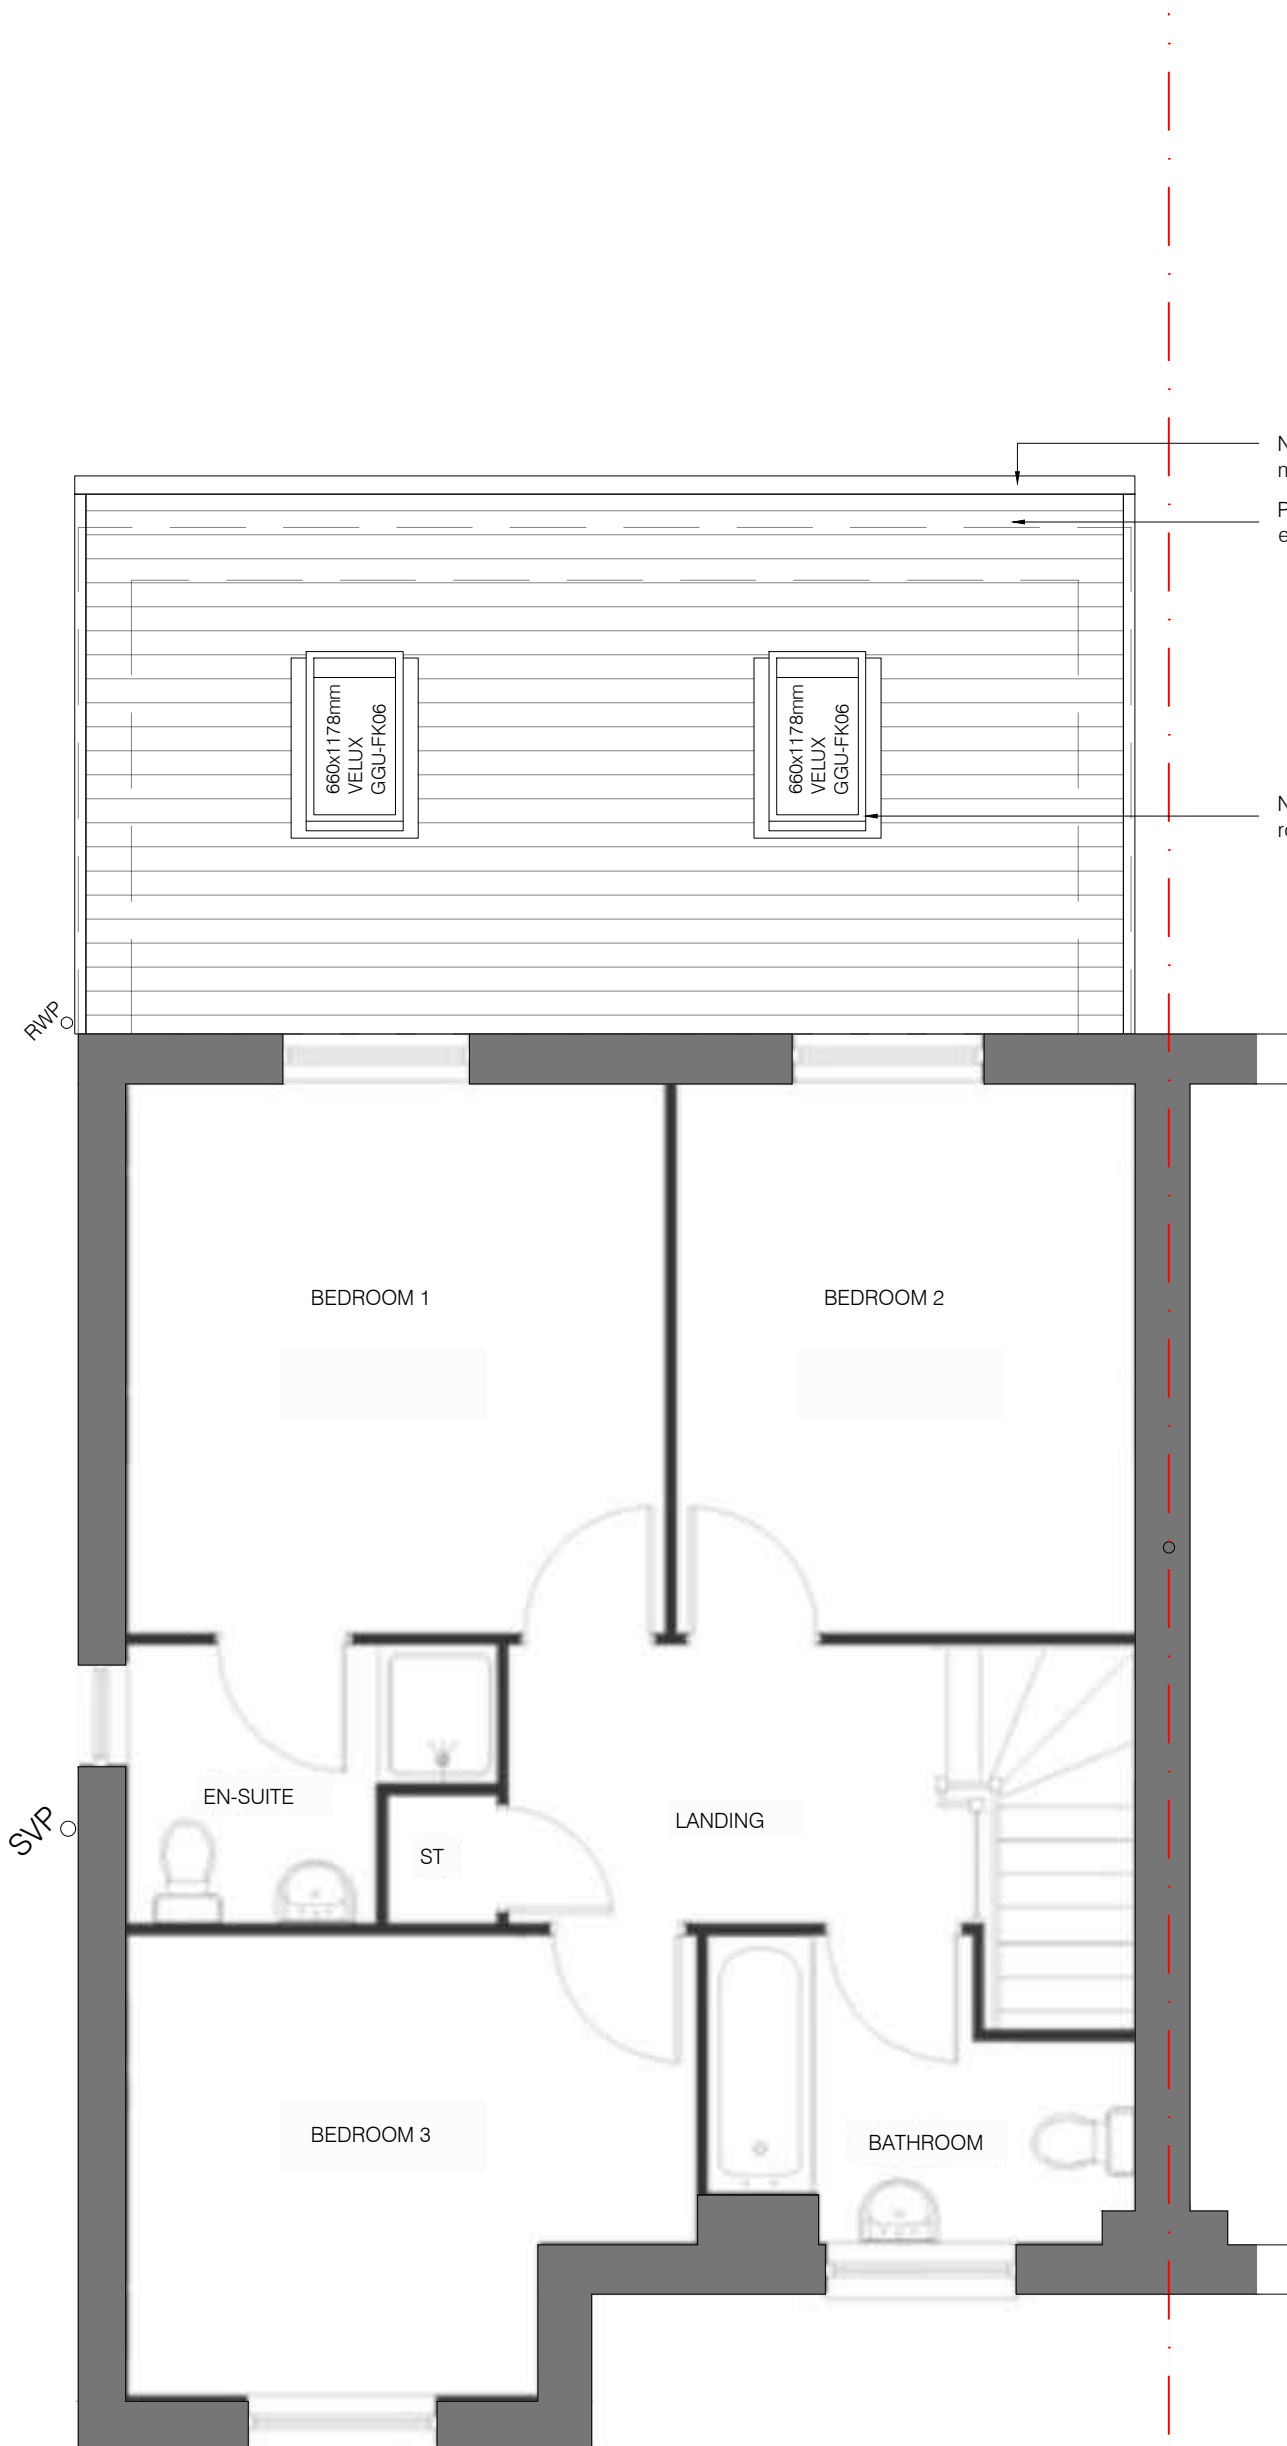 N
n
P
e
660x1178mm
VELUX
GGU-FK06
660x1178mm
VELUX
GGU-FK06
N
RWP
BEDROOM 1
BEDROOM 2
EN-SUITE
LANDING
SVP
ST
BEDROOM 3
BATHROOM